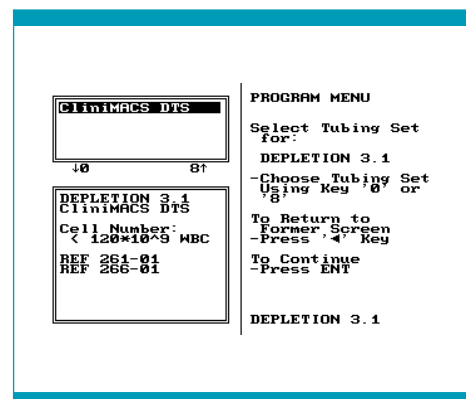 CliniMACS DTS
↓0 8↑
DEPLETION 3.1
CliniMACS DTS
Cell Number:
< 120*10^9 WBC
REF 261-01
REF 266-01
PROGRAM MENU
Select Tubing Set
for:
DEPLETION 3.1
-Choose Tubing Set
Using Key '0' or
'8'
To Return to
Former Screen
-Press '◄' Key
To Continue
-Press ENT
DEPLETION 3.1